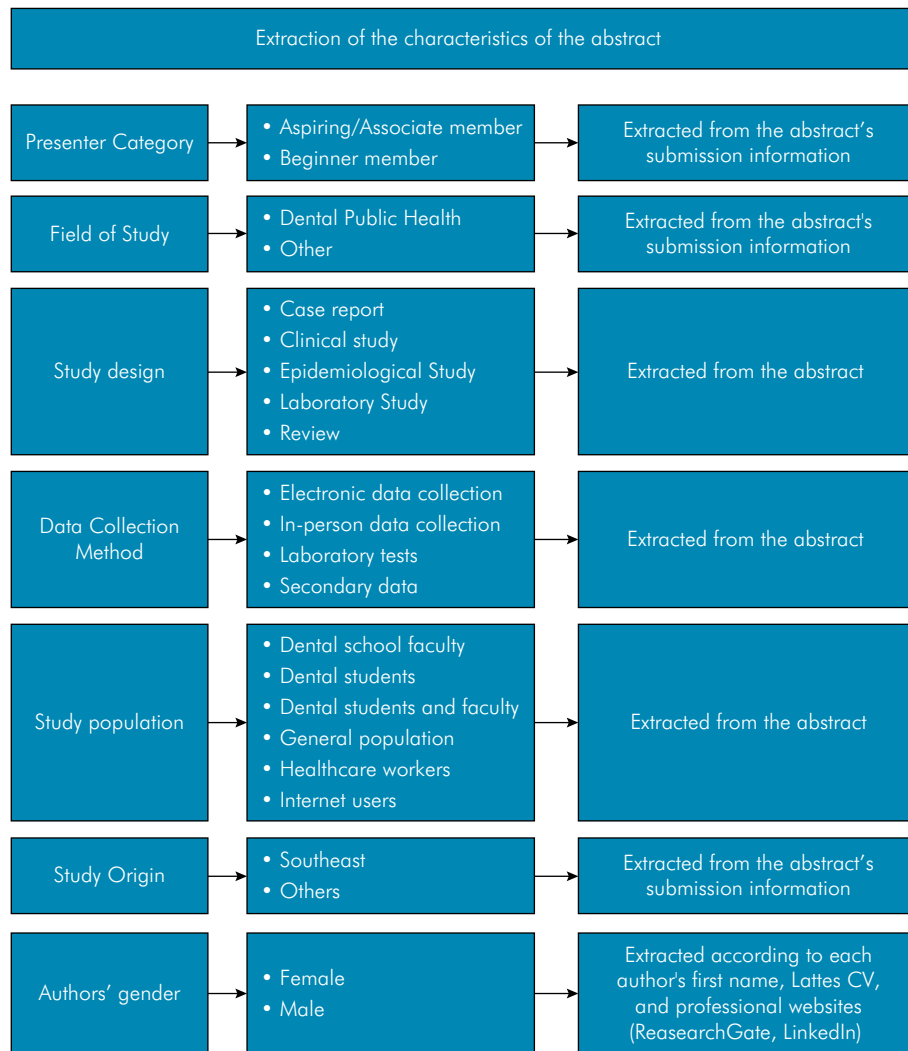 Extraction of the characteristics of the abstract
Presenter Category
• Aspiring/Associate member
• Beginner member
Extracted from the abstract’s
submission information
Field of Study
• Dental Public Health
• Other
Extracted from the abstract's
submission information
Study design
• Case report
• Clinical study
• Epidemiological Study
• Laboratory Study
• Review
Extracted from the abstract
Data Collection
Method
• Electronic data collection
• In-person data collection
• Laboratory tests
• Secondary data
Extracted from the abstract
Study population
• Dental school faculty
• Dental students
• Dental students and faculty
• General population
• Healthcare workers
• Internet users
Extracted from the abstract
Study Origin
• Southeast
• Others
Extracted from the abstract’s
submission information
Authors’ gender
• Female
• Male
Extracted according to each
author's first name, Lattes CV,
and professional websites
(ReasearchGate, LinkedIn)